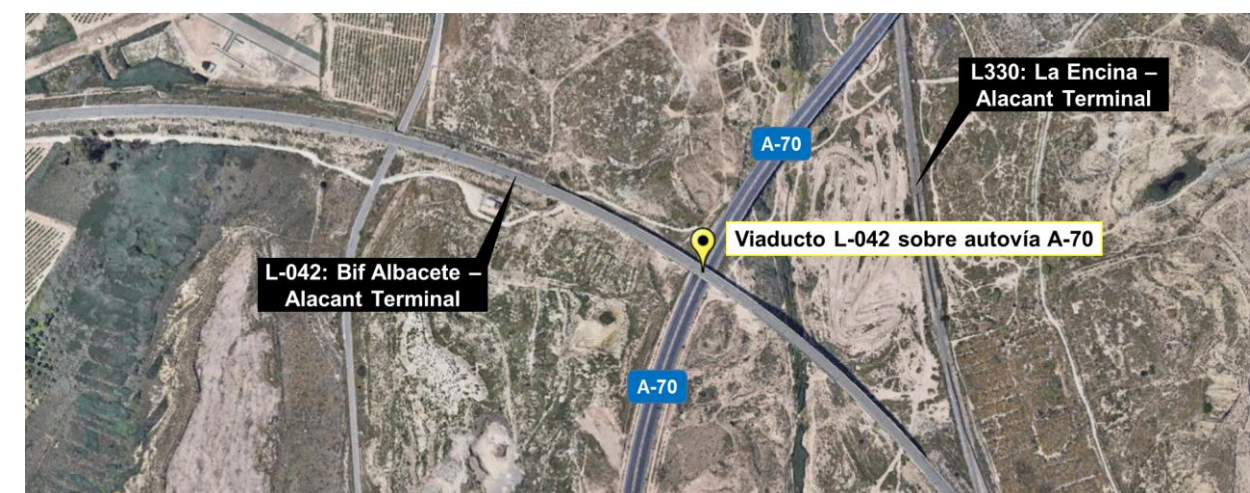 L330: La Encina –
Alacant Terminal
A-70
Viaducto L-042 sobre autovía A-70
L-042: Bif Albacete –
Alacant Terminal
A-70